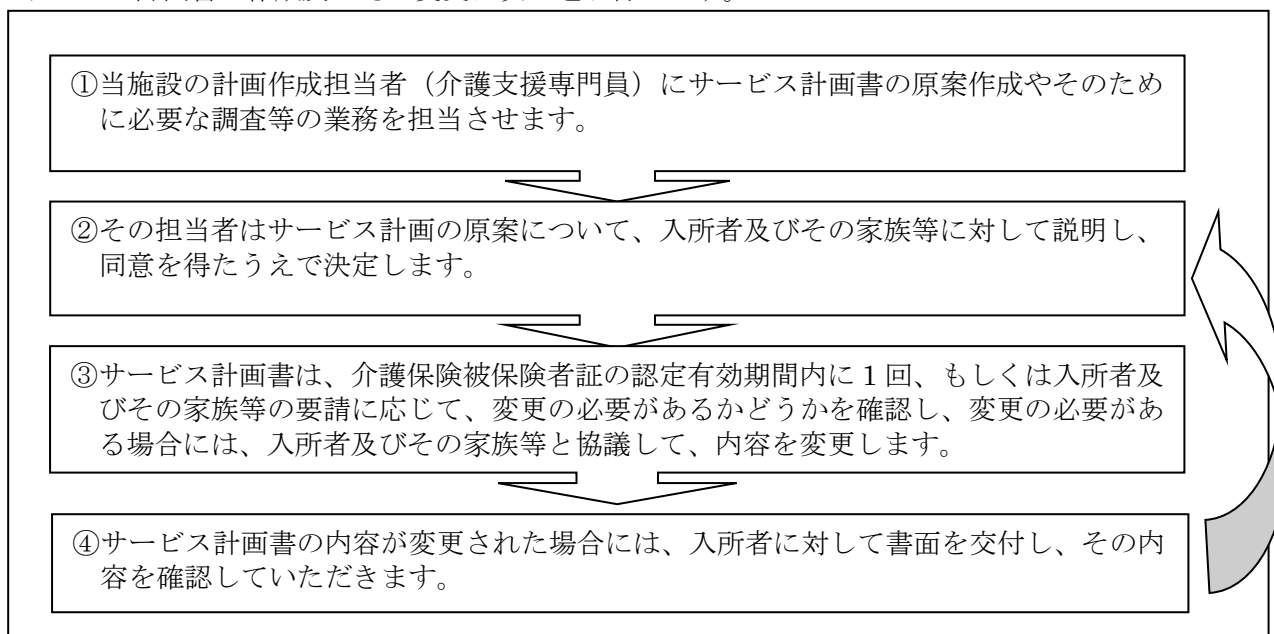 ①当施設の計画作成担当者（介護支援専門員）にサービス計画書の原案作成やそのため
に必要な調査等の業務を担当させます。
②その担当者はサービス計画の原案について、入所者及びその家族等に対して説明し、
同意を得たうえで決定します。
③サービス計画書は、介護保険被保険者証の認定有効期間内に 1 回、もしくは入所者及
びその家族等の要請に応じて、変更の必要があるかどうかを確認し、変更の必要があ
る場合には、入所者及びその家族等と協議して、内容を変更します。
④サービス計画書の内容が変更された場合には、入所者に対して書面を交付し、その内
容を確認していただきます。